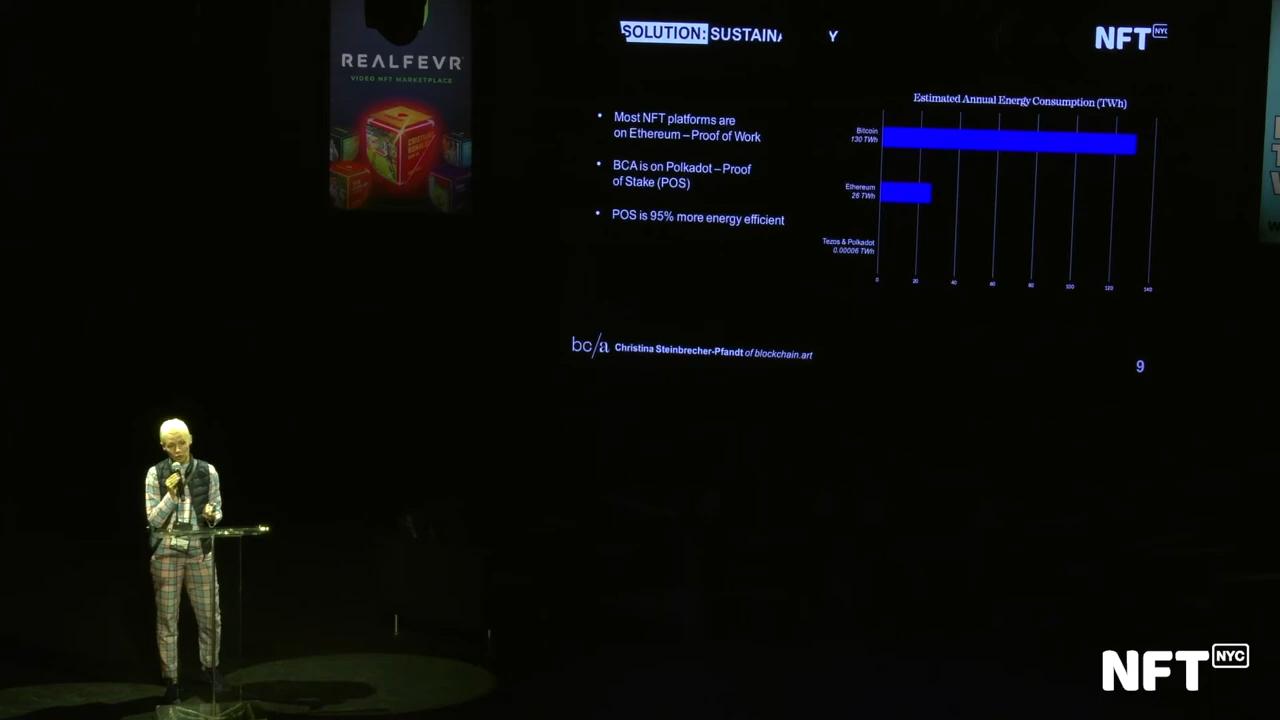 REALFEVR
VIDEO NFT MARKETPLACE
SOLUTION: SUSTAINA Y
NFT NYC
Most NFT platforms are
on Ethereum – Proof of Work
BCA is on Polkadot – Proof
of Stake (POS)
POS is 95% more energy efficient
Estimated Annual Energy Consumption (TWh)
Bitcoin
130 TWh
Ethereum
26 TWh
Tezos & Polkadot
0.00006 TWh
0 20 40 60 80 100 120 140
bc/a Christina Steinbrecher-Pfandt of blockchain.art
9
NFT NYC